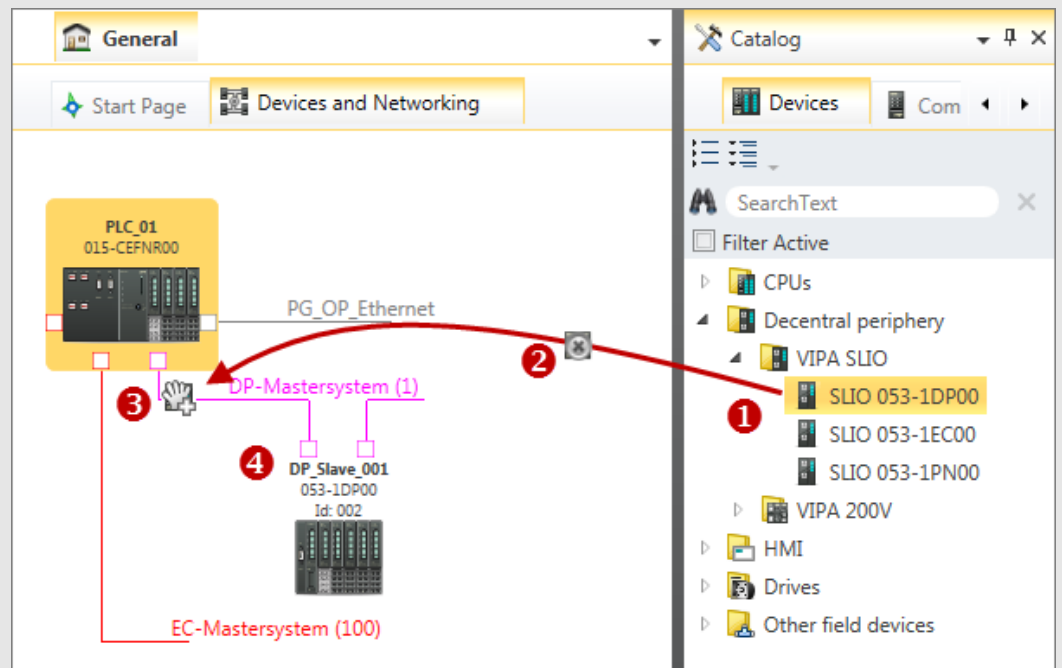 General
Start Page
Devices and Networking
PLC_01
015-CEFNR00
PG_OP_Ethernet
2
3
DP-Mastersystem (1)
4
DP_Slave_001
053-1DP00
Id: 002
EC-Mastersystem (100)
Catalog
Devices
Com
SearchText
Filter Active
CPUs
Decentral periphery
VIPA SLIO
1
SLIO 053-1DP00
SLIO 053-1EC00
SLIO 053-1PN00
VIPA 200V
HMI
Drives
Other field devices